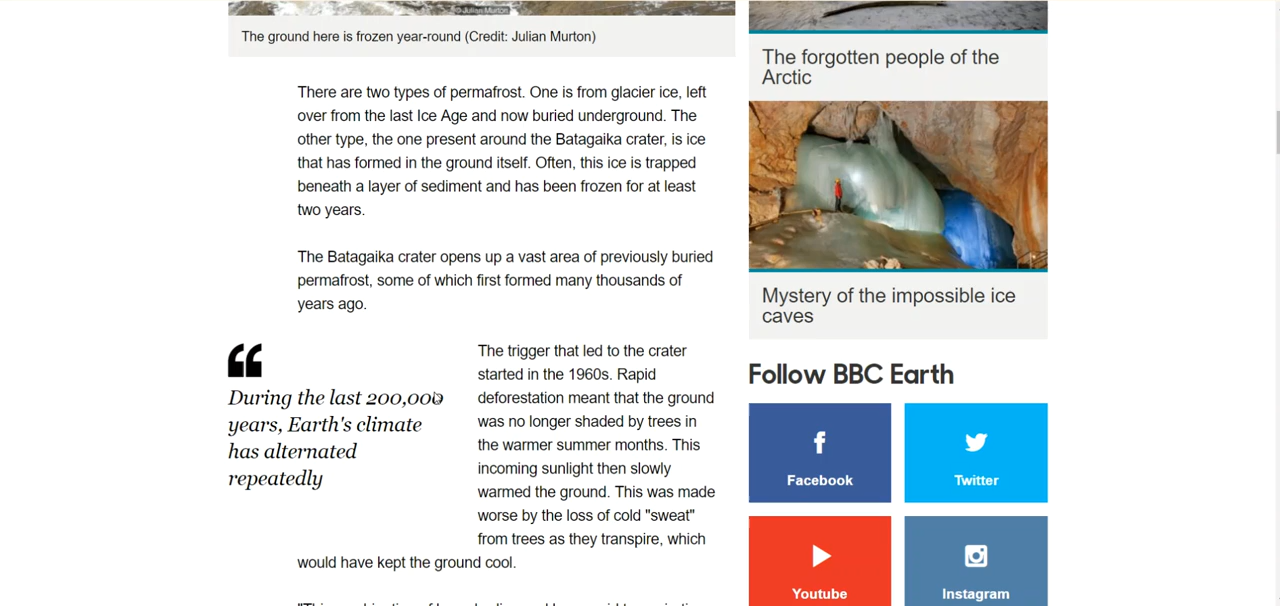 ©Julian Murton
The ground here is frozen year-round (Credit: Julian Murton)
There are two types of permafrost. One is from glacier ice, left
over from the last Ice Age and now buried underground. The
other type, the one present around the Batagaika crater, is ice
that has formed in the ground itself. Often, this ice is trapped
beneath a layer of sediment and has been frozen for at least
two years.
The Batagaika crater opens up a vast area of previously buried
permafrost, some of which first formed many thousands of
years ago.
“
During the last 200,000
years, Earth's climate
has alternated
repeatedly
The trigger that led to the crater
started in the 1960s. Rapid
deforestation meant that the ground
was no longer shaded by trees in
the warmer summer months. This
incoming sunlight then slowly
warmed the ground. This was made
worse by the loss of cold "sweat"
from trees as they transpire, which
would have kept the ground cool.
The forgotten people of the
Arctic
Mystery of the impossible ice
caves
Follow BBC Earth
Facebook
Twitter
Youtube
Instagram